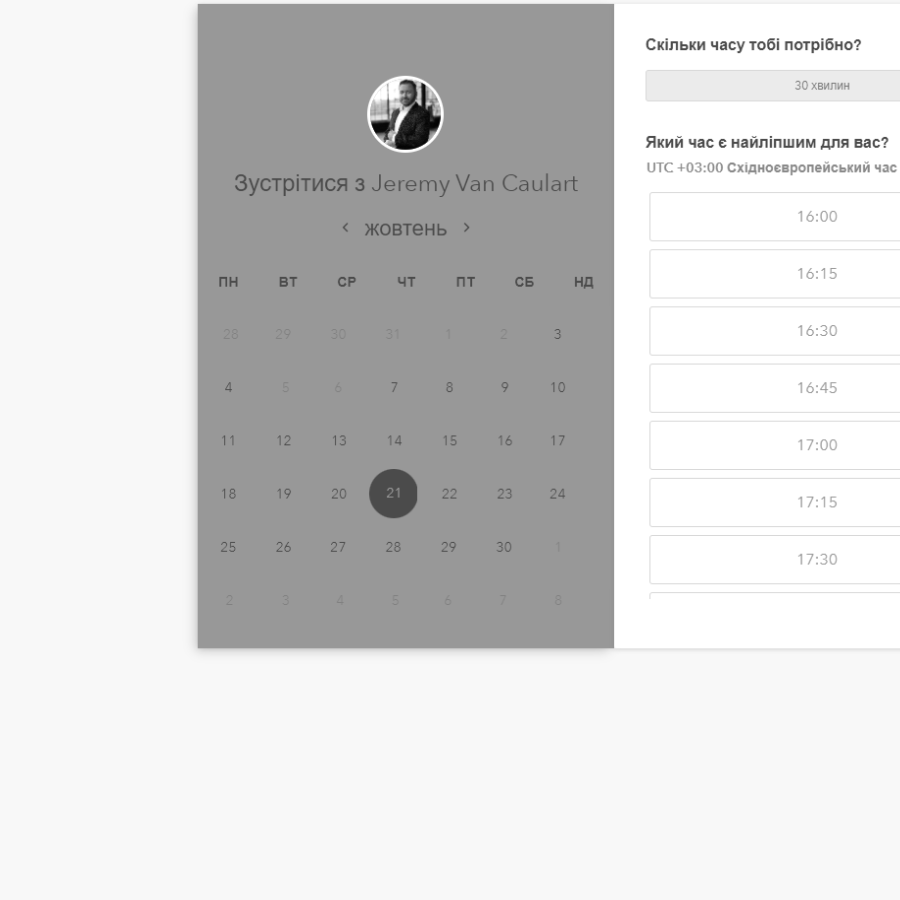 Зустрітися з Jeremy Van Caulart
жовтень
ПН ВТ СР ЧТ ПТ СБ НД
28 29 30 31 1 2 3
4 5 6 7 8 9 10
11 12 13 14 15 16 17
18 19 20 21 22 23 24
25 26 27 28 29 30 1
2 3 4 5 6 7 8
Скільки часу тобі потрібно?
30 хвилин
Який час є найліпшим для вас?
UTC +03:00 Східноєвропейський час
16:00
16:15
16:30
16:45
17:00
17:15
17:30